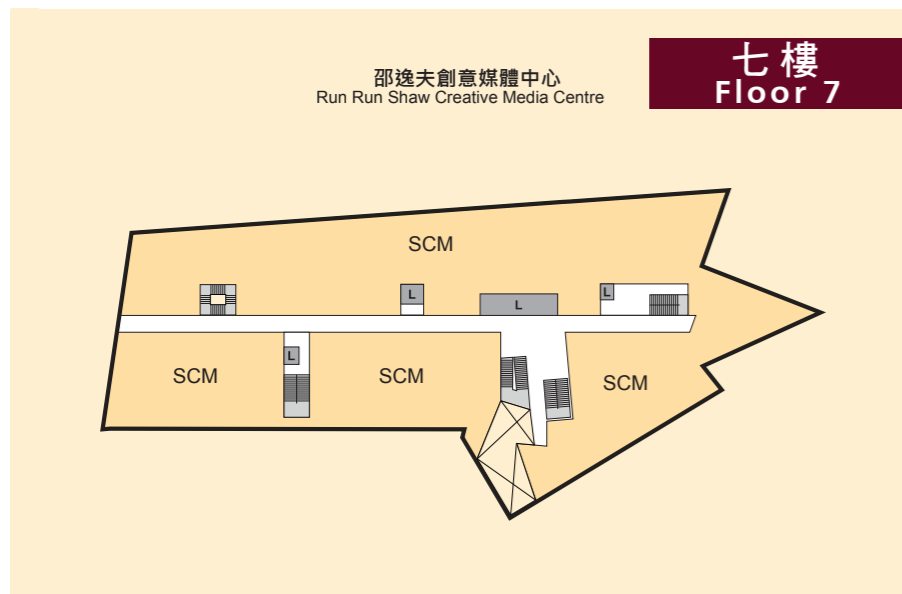 邵逸夫創意媒體中心
Run Run Shaw Creative Media Centre
七樓
Floor 7
SCM
L
L
L
L
SCM
SCM
SCM